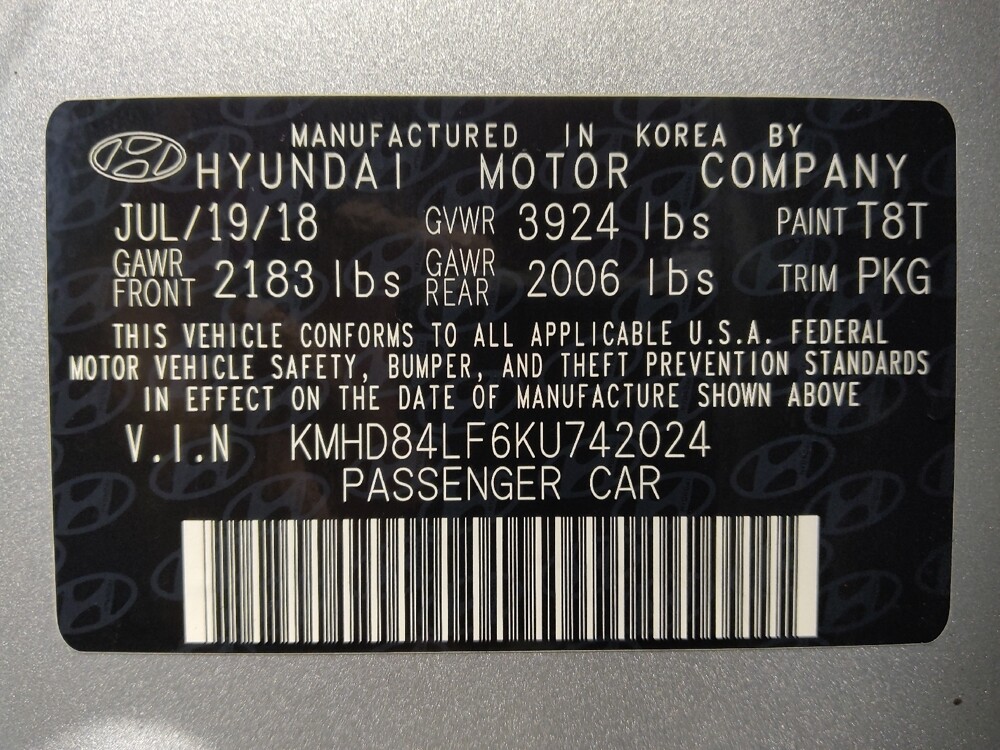 MANUFACTURED IN KOREA BY
HYUNDAI MOTOR COMPANY
JUL/19/18 GVWR 3924 lbs PAINT T8T
GAWR FRONT 2183 lbs GAWR REAR 2006 lbs TRIM PKG
THIS VEHICLE CONFORMS TO ALL APPLICABLE U.S.A. FEDERAL
MOTOR VEHICLE SAFETY, BUMPER, AND THEFT PREVENTION STANDARDS
IN EFFECT ON THE DATE OF MANUFACTURE SHOWN ABOVE
V.I.N KMHD84LF6KU742024
PASSENGER CAR